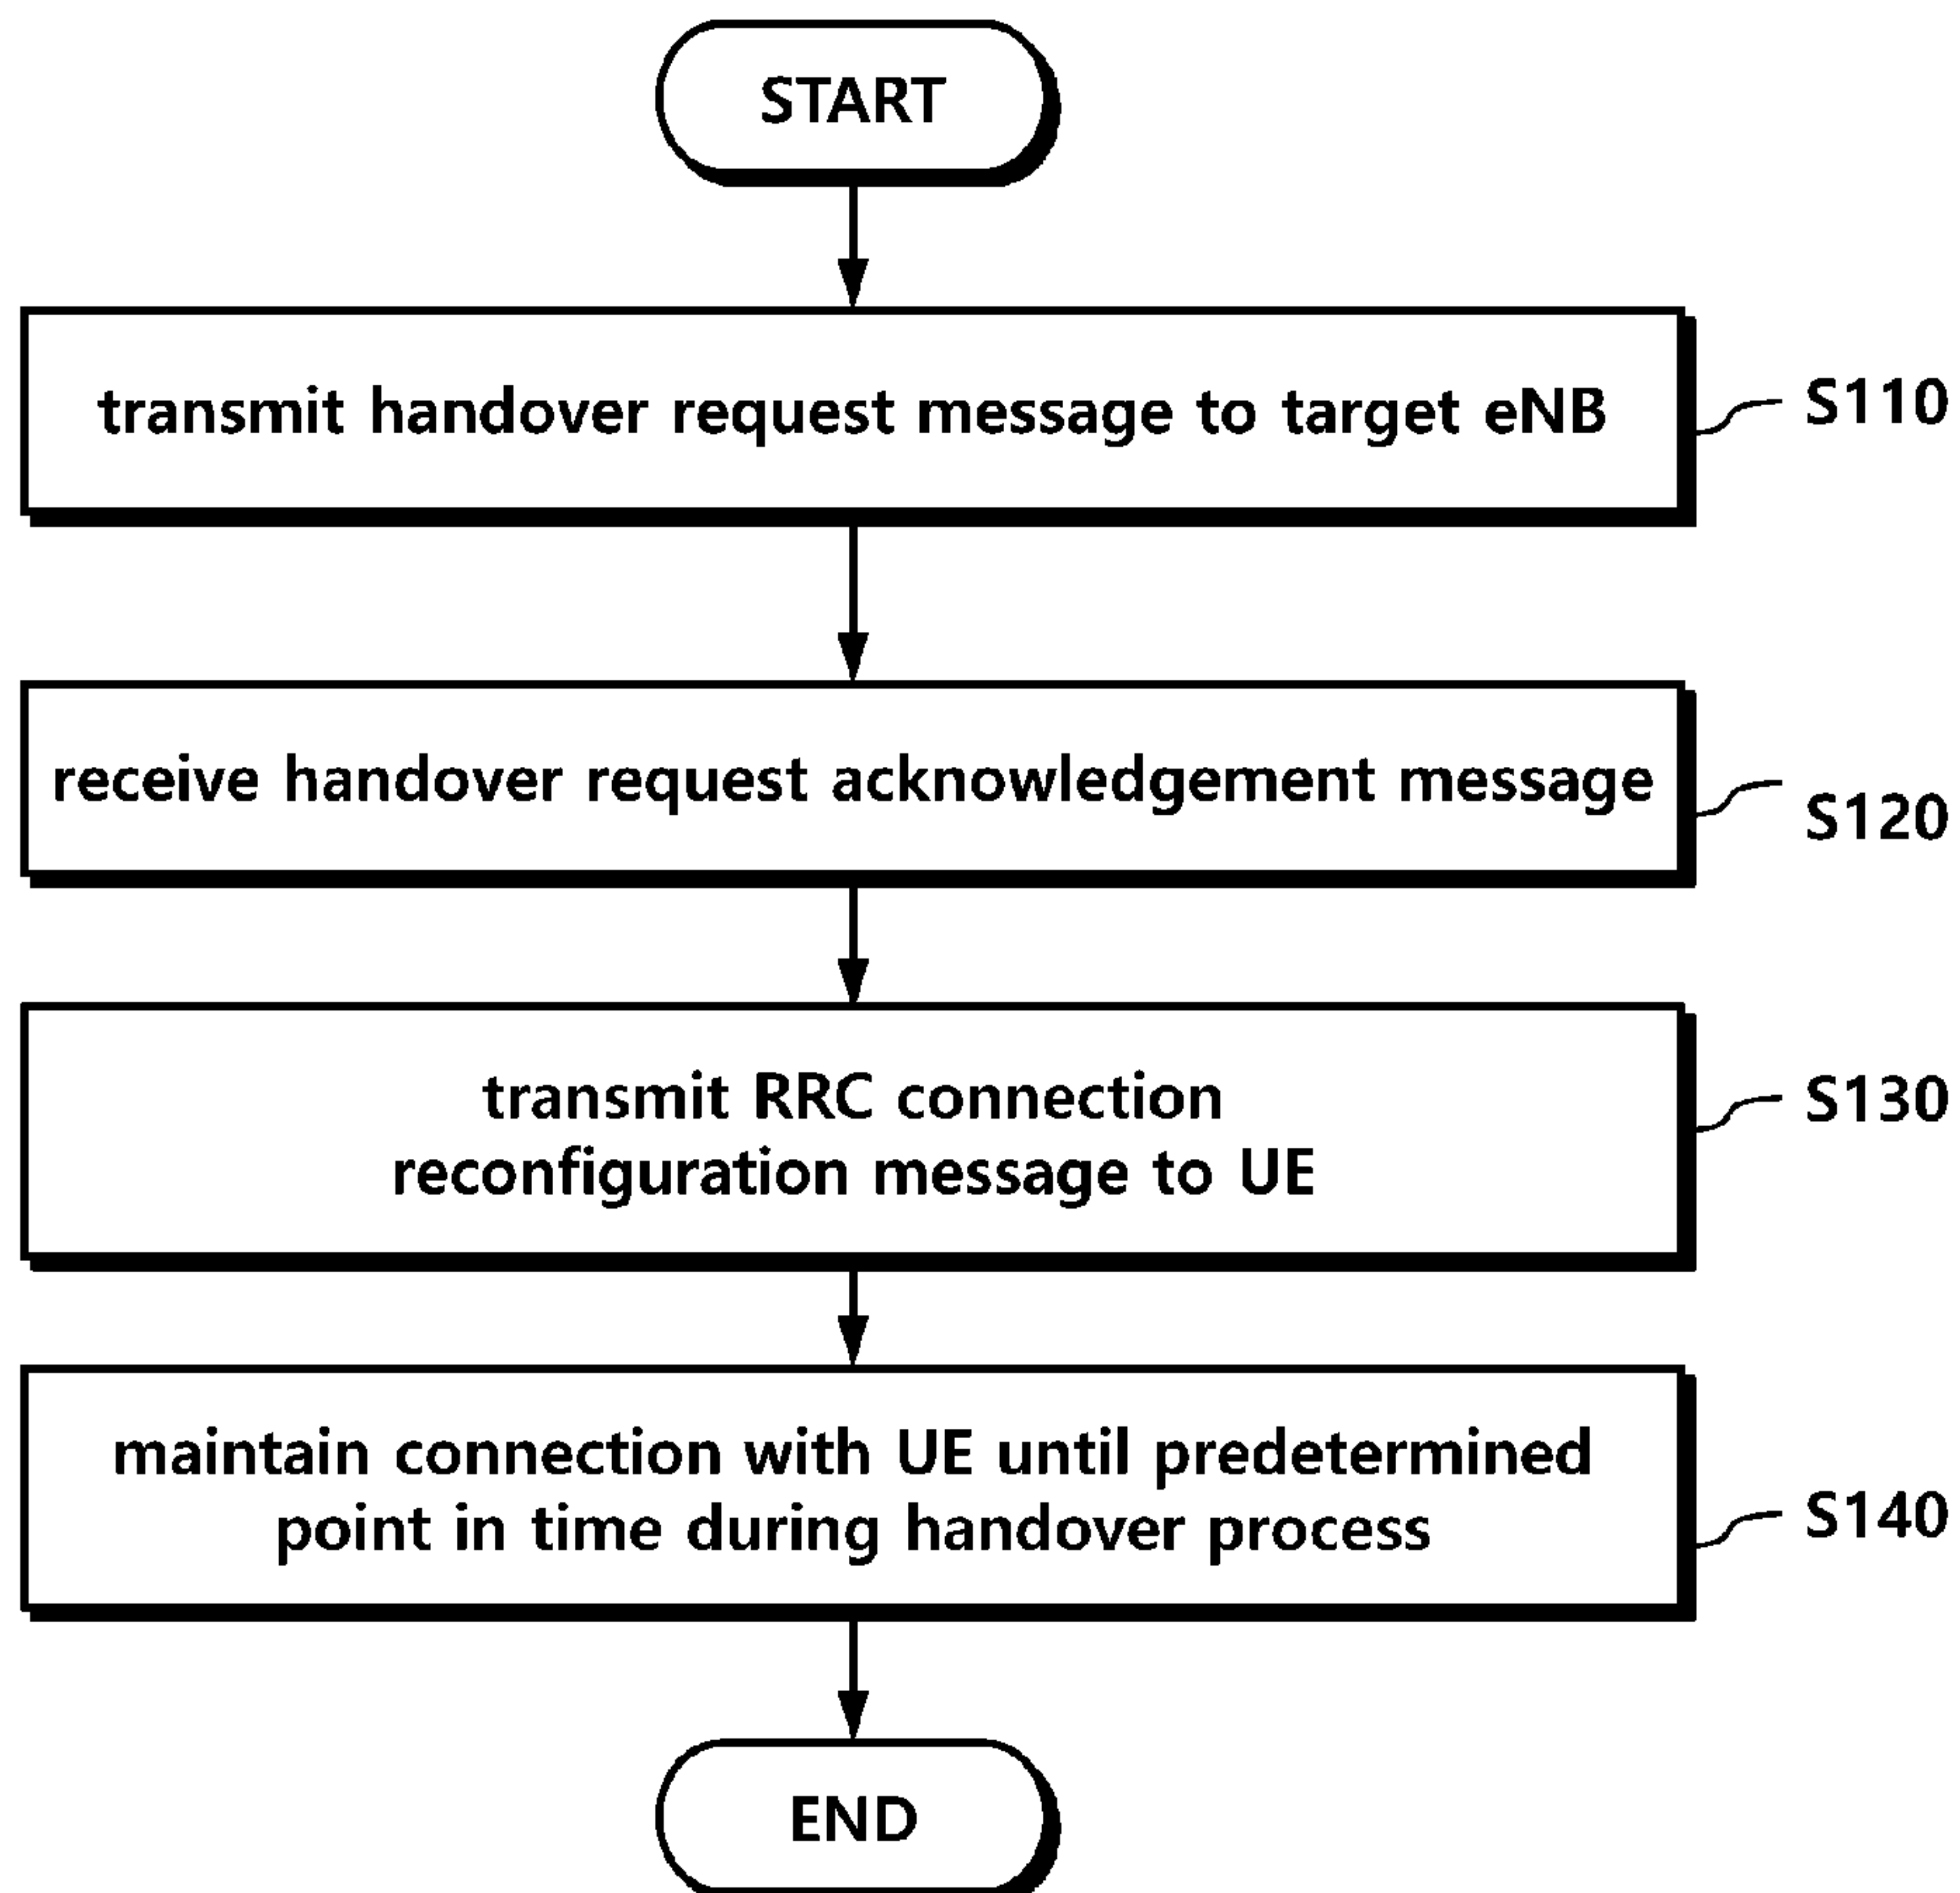 START
transmit handover request message to target eNB
S110
receive handover request acknowledgement message
S120
transmit RRC connection
reconfiguration message to UE
S130
maintain connection with UE until predetermined
point in time during handover process
S140
END